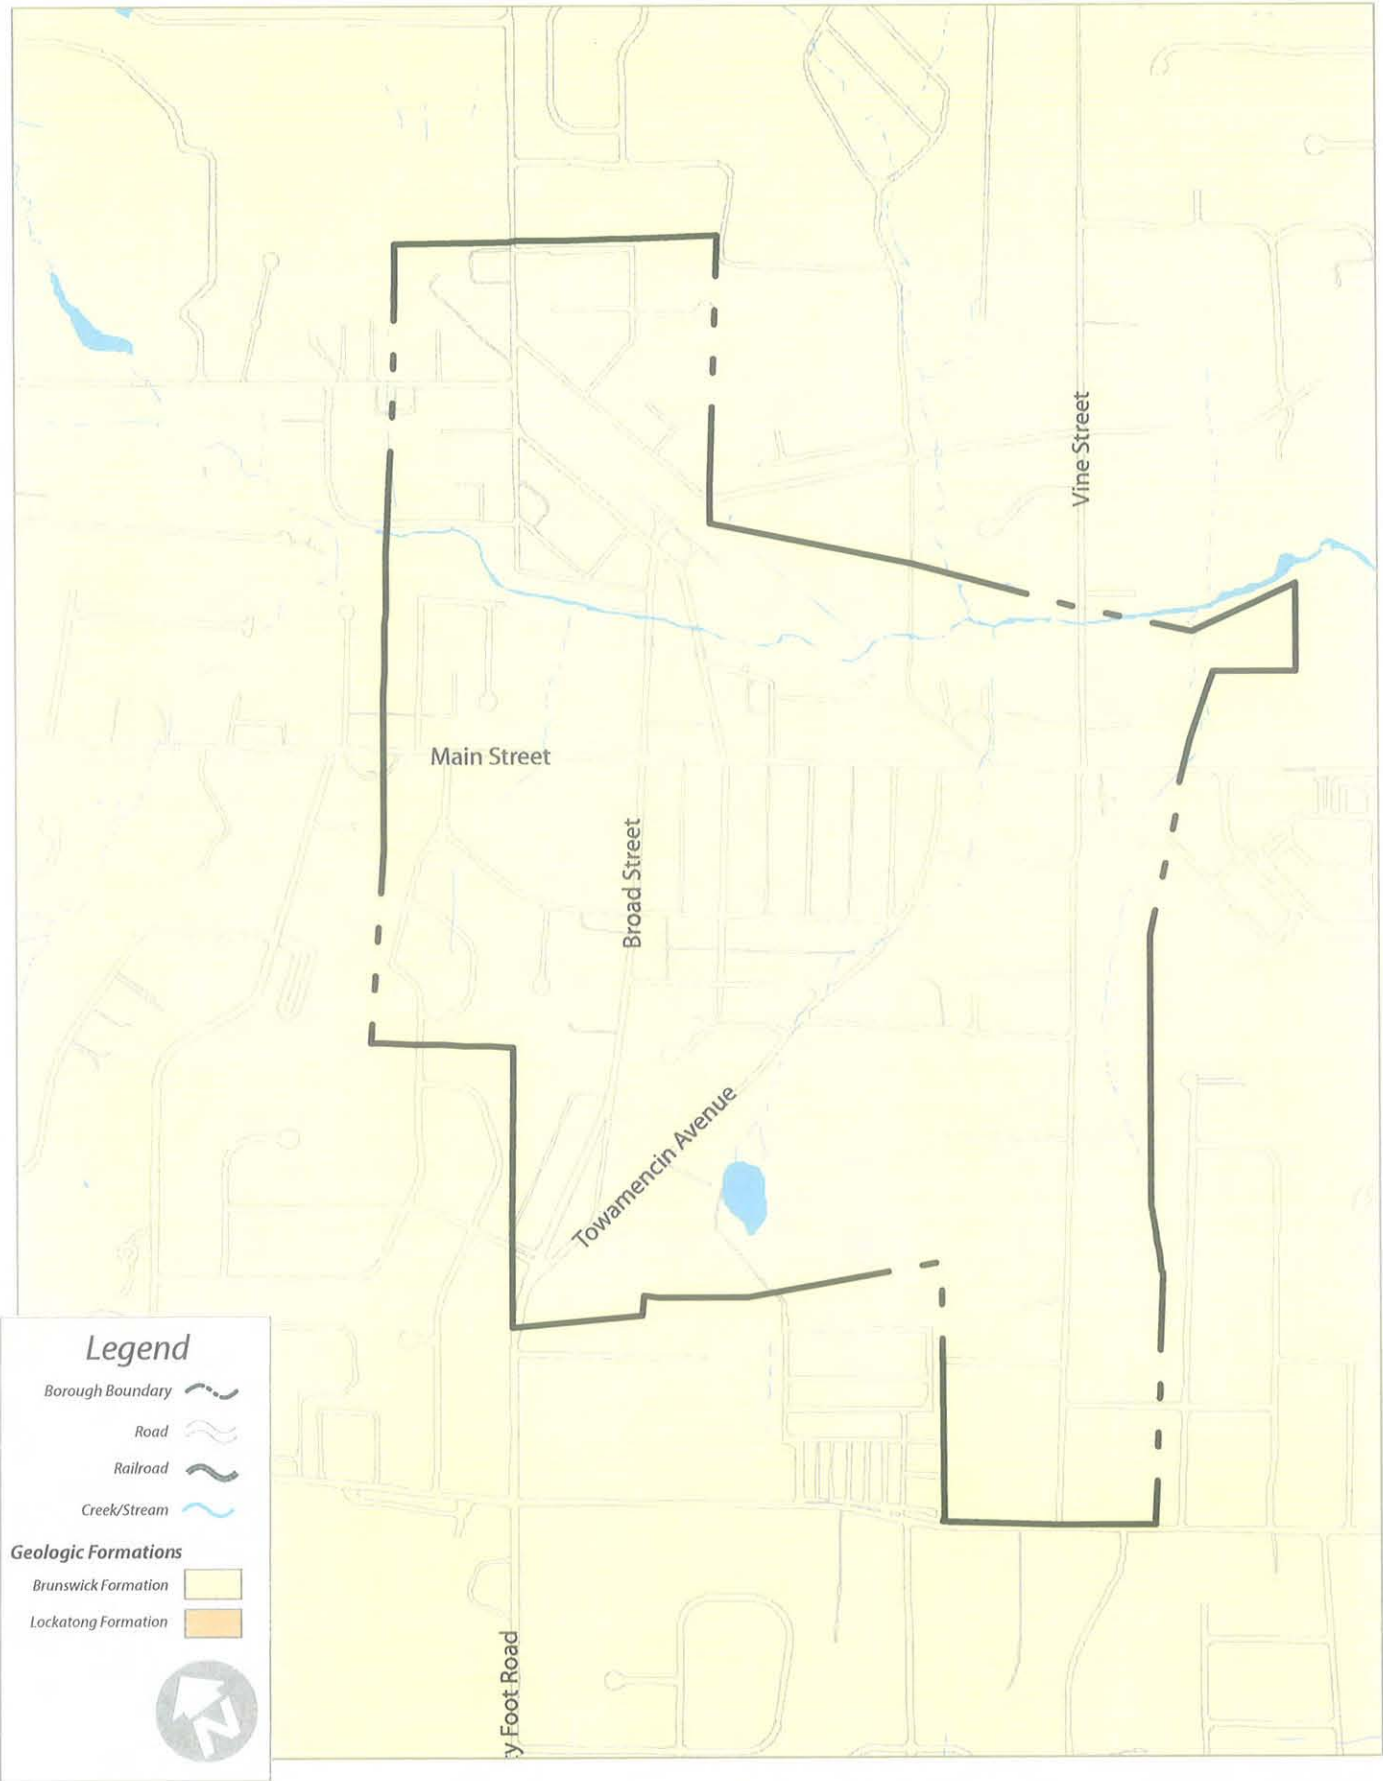 Vine Street
Main Street
Broad Street
Towamencin Avenue
Legend
Borough Boundary
Road
Railroad
Creek/Stream
Geologic Formations
Brunswick Formation
Lockatong Formation
N
y Foot Road